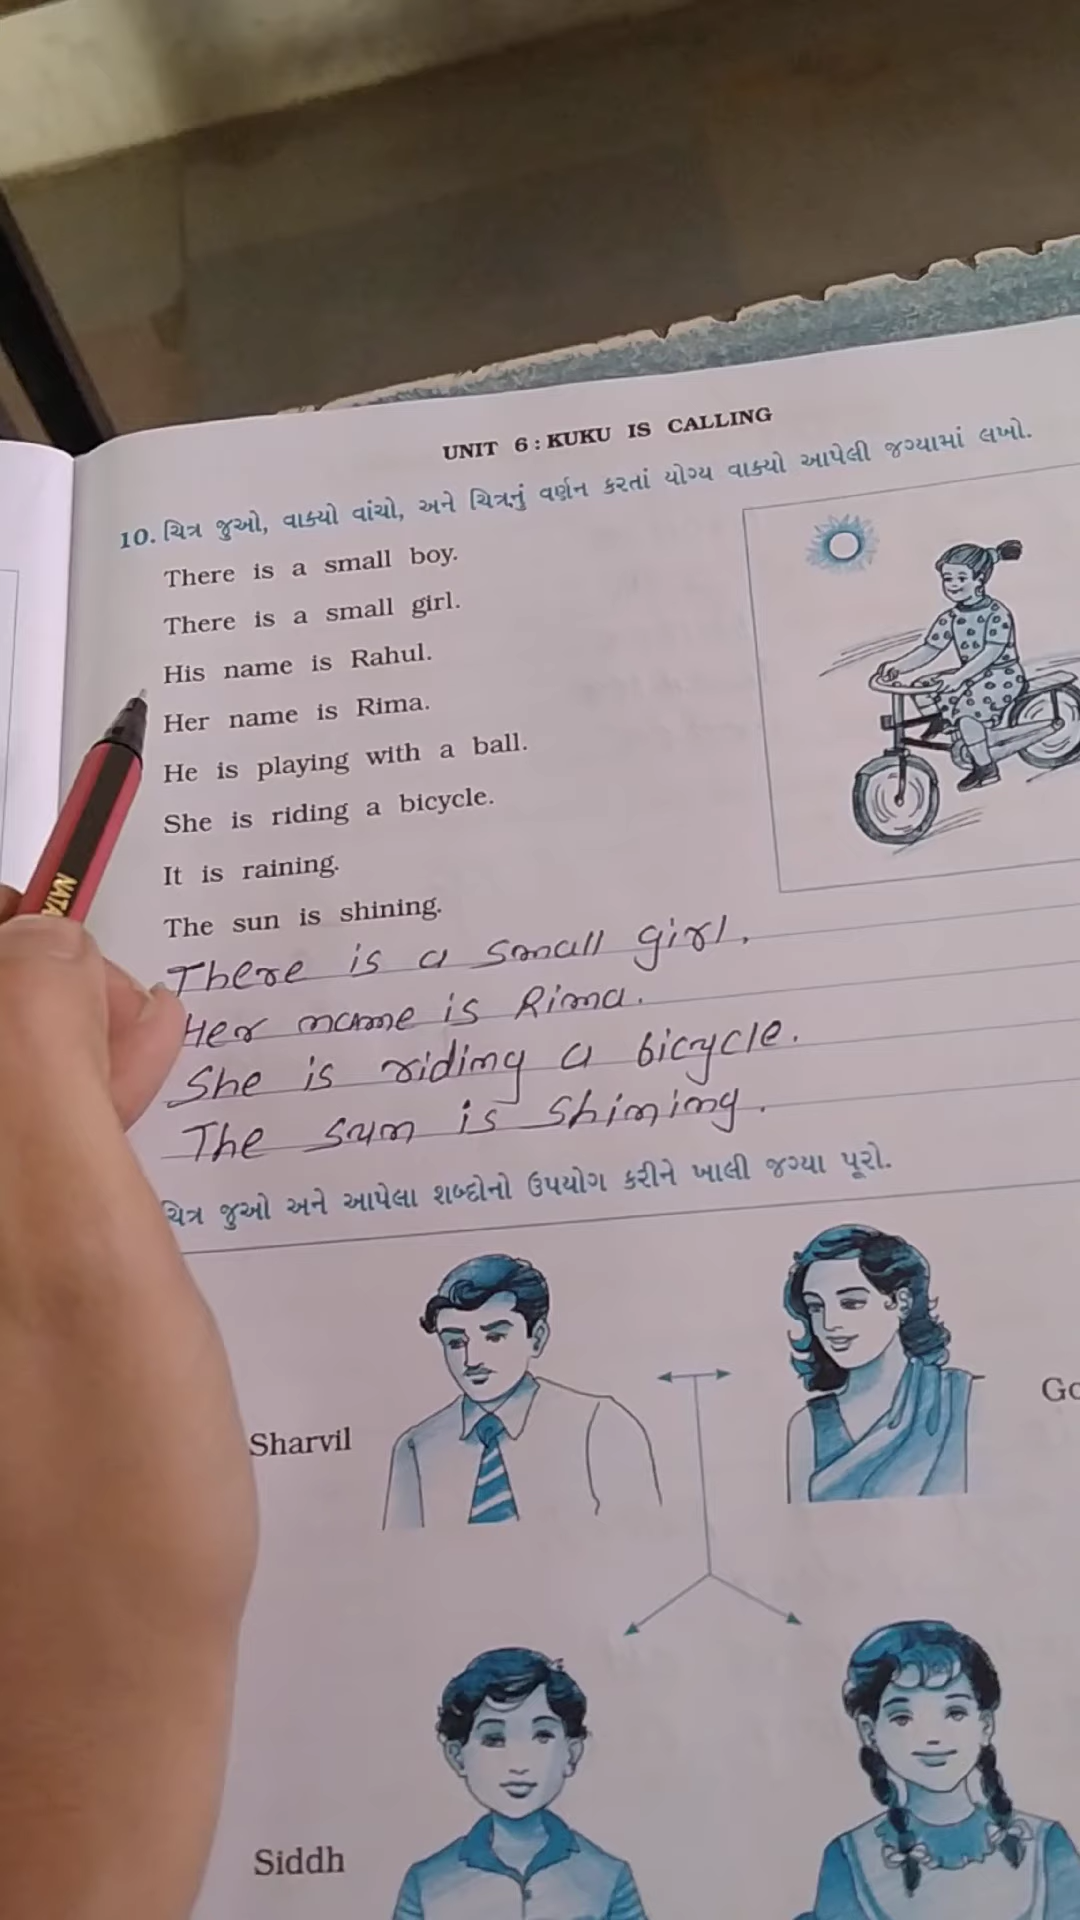 UNIT 6 : KUKU IS CALLING
10. ચિત્ર જુઓ, વાક્યો વાંચો, અને ચિત્રનું વર્ણન કરતાં યોગ્ય વાક્યો આપેલી જગ્યામાં લખો.
There is a small boy.
There is a small girl.
His name is Rahul.
Her name is Rima.
He is playing with a ball.
She is riding a bicycle.
It is raining.
The sun is shining.
There is a small girl.
Her name is Rima.
She is riding a bicycle.
The sun is shining.
ચિત્ર જુઓ અને આપેલા શબ્દોનો ઉપયોગ કરીને ખાલી જગ્યા પૂરો.
Sharvil
Siddh